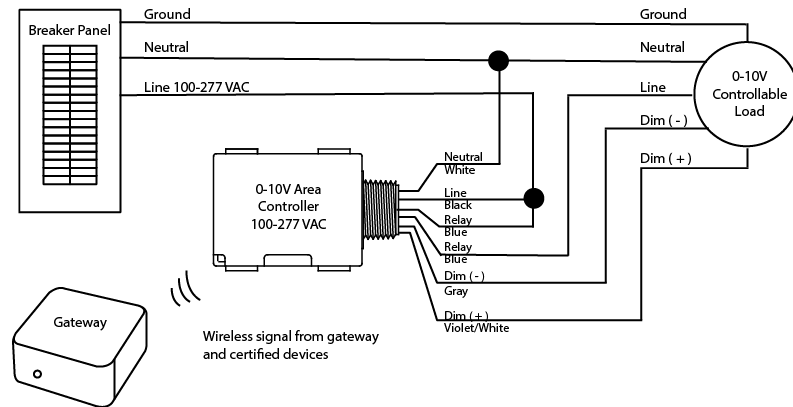 Ground
Ground
Breaker Panel
Neutral
Neutral
Line 100-277 VAC
Line
0-10V
Controllable
Load
Dim ( - )
Dim ( + )
Neutral
White
Line
Black
Relay
Blue
Relay
Blue
Dim ( - )
Gray
Dim ( + )
Violet/White
0-10V Area
Controller
100-277 VAC
Gateway
Wireless signal from gateway
and certified devices